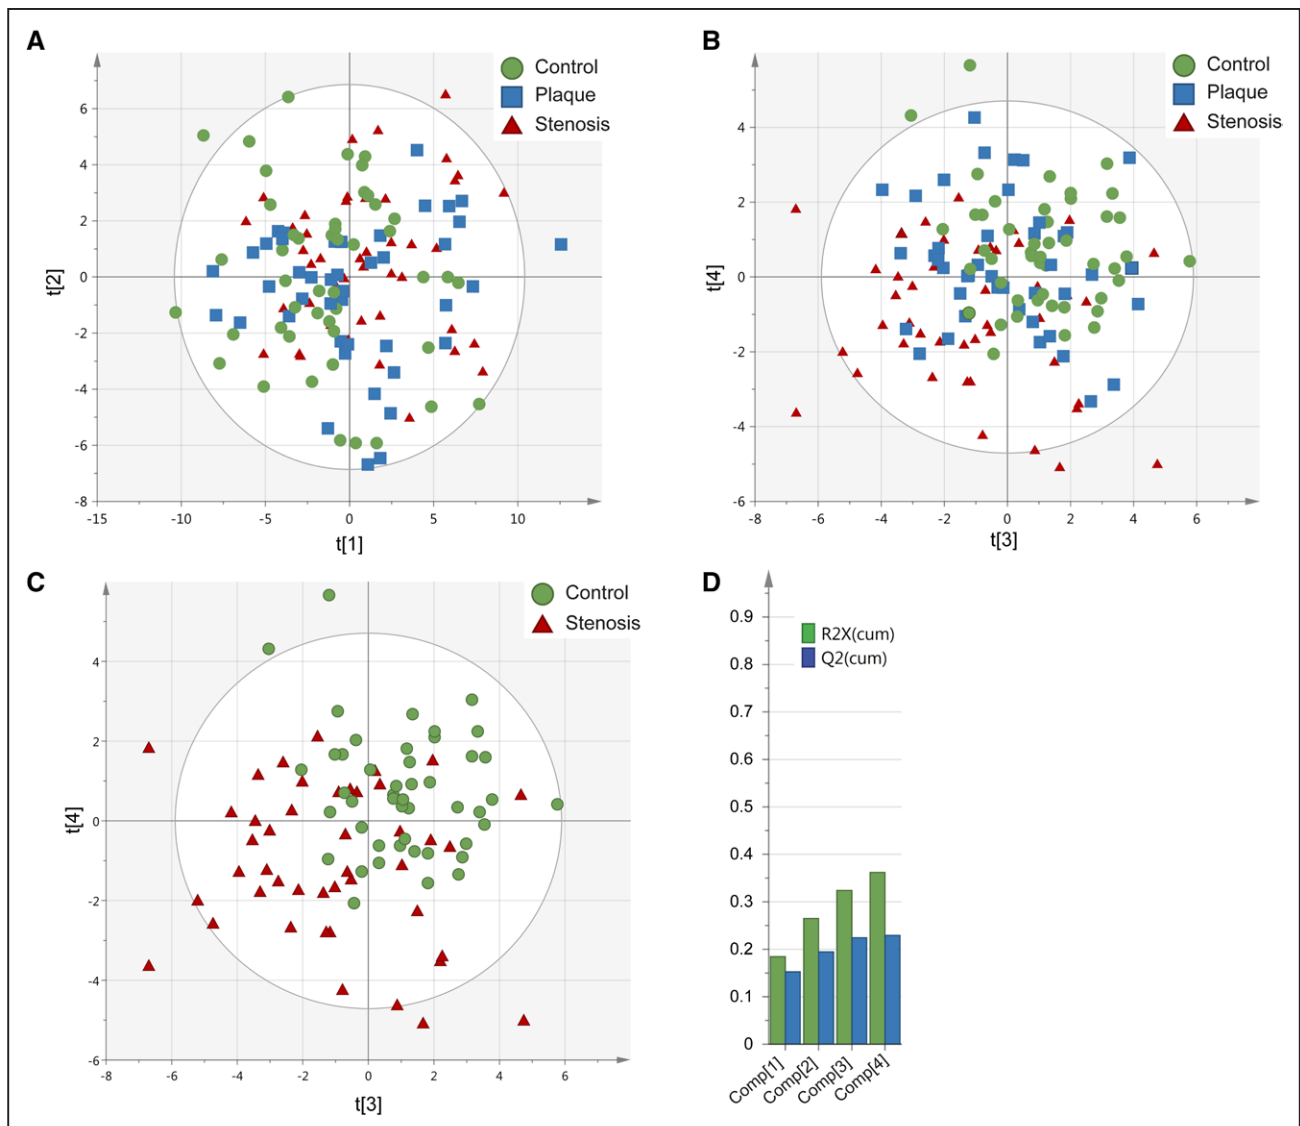 A
Control
Plaque
Stenosis
6
4
2
0
-2
-4
-6
-8
-15
-10
-5
0
5
10
t[2]
t[1]
B
Control
Plaque
Stenosis
4
2
0
-2
-4
-6
-8
-6
-4
-2
0
2
4
6
t[4]
t[3]
C
Control
Stenosis
4
2
0
-2
-4
-6
-8
-6
-4
-2
0
2
4
6
t[4]
t[3]
D
R2X(cum)
Q2(cum)
0.9
0.8
0.7
0.6
0.5
0.4
0.3
0.2
0.1
0
Comp[1]
Comp[2]
Comp[3]
Comp[4]